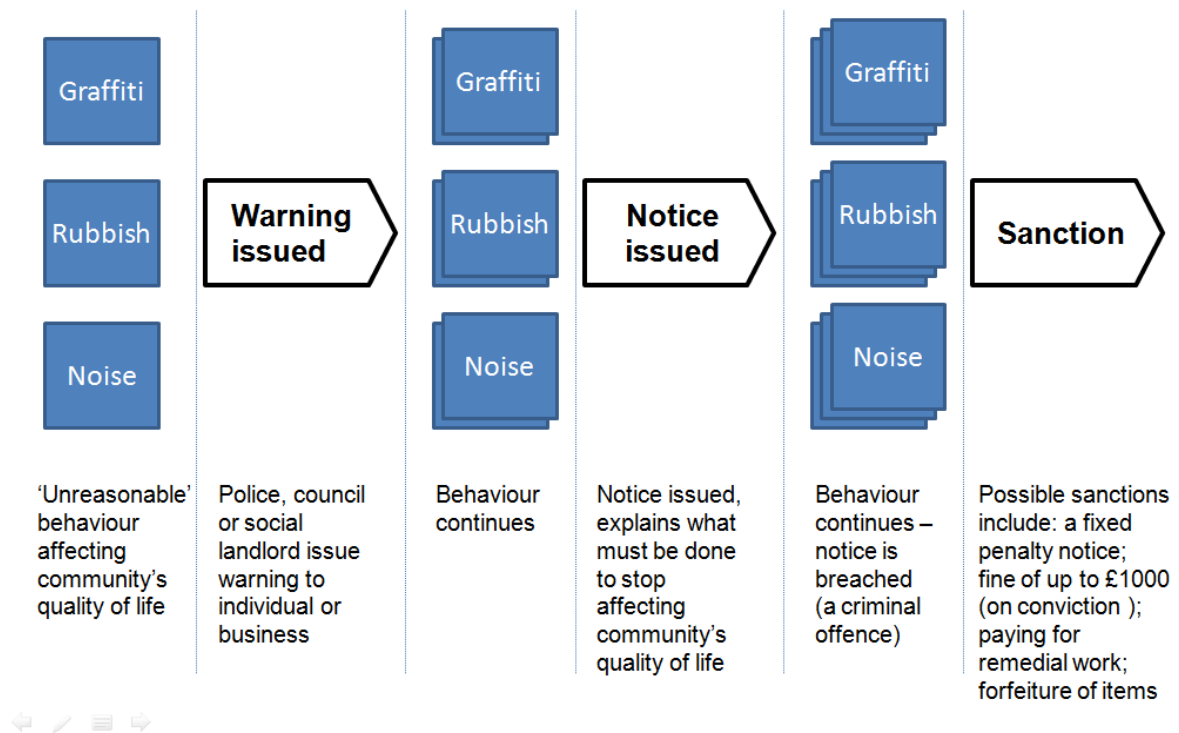 Graffiti
Rubbish
Noise
Warning
issued
Graffiti
Rubbish
Noise
Notice
issued
Graffiti
Rubbish
Noise
Sanction
‘Unreasonable’
behaviour
affecting
community’s
quality of life
Police, council
or social
landlord issue
warning to
individual or
business
Behaviour
continues
Notice issued,
explains what
must be done
to stop
affecting
community’s
quality of life
Behaviour
continues –
notice is
breached
(a criminal
offence)
Possible sanctions
include: a fixed
penalty notice;
fine of up to £1000
(on conviction );
paying for
remedial work;
forfeiture of items